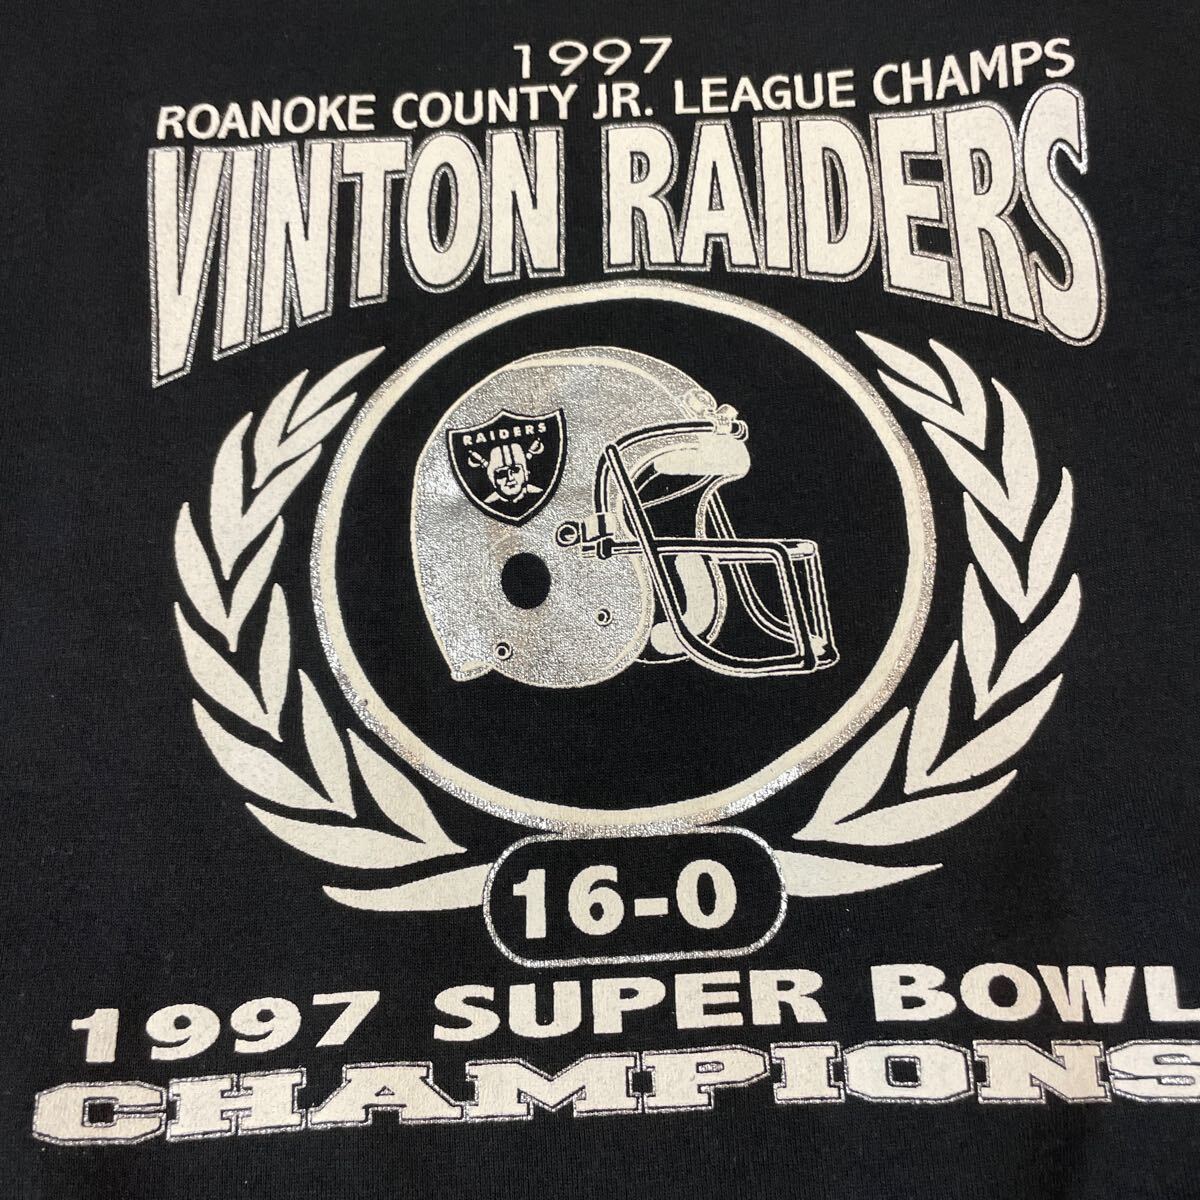 1997
ROANOKE COUNTY JR. LEAGUE CHAMPS
VINTON RAIDERS
RAIDERS
16-0
1997 SUPER BOWL
CHAMPIONS